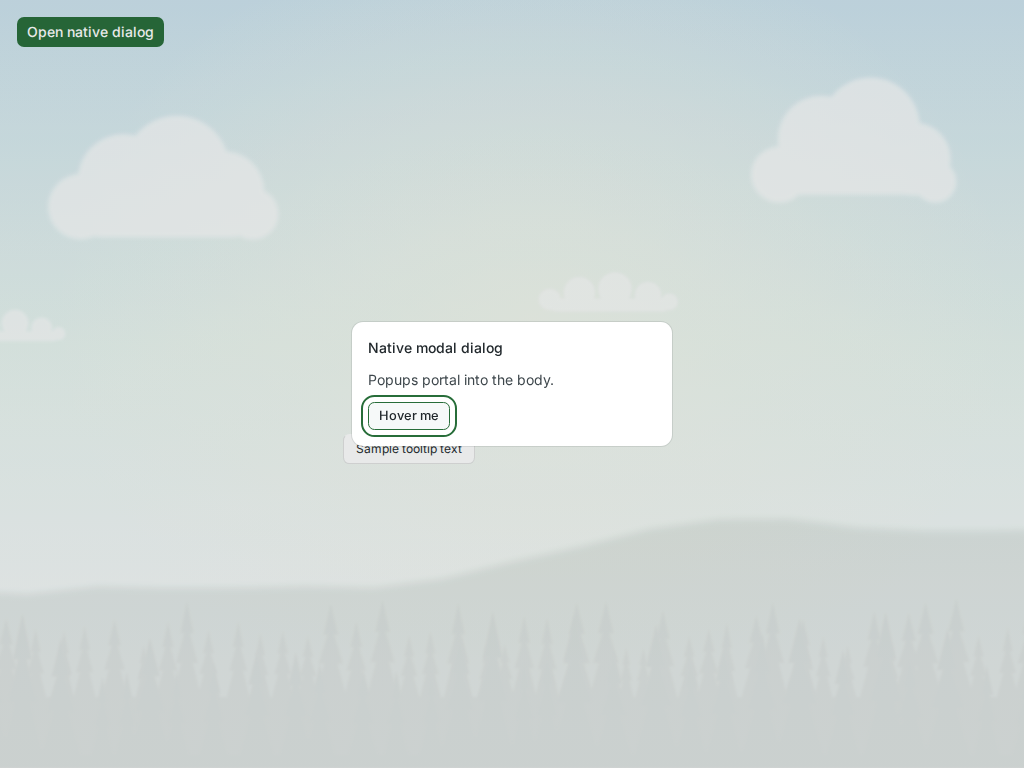 Open native dialog
Native modal dialog
Popups portal into the body.
Hover me
Sample tooltip text